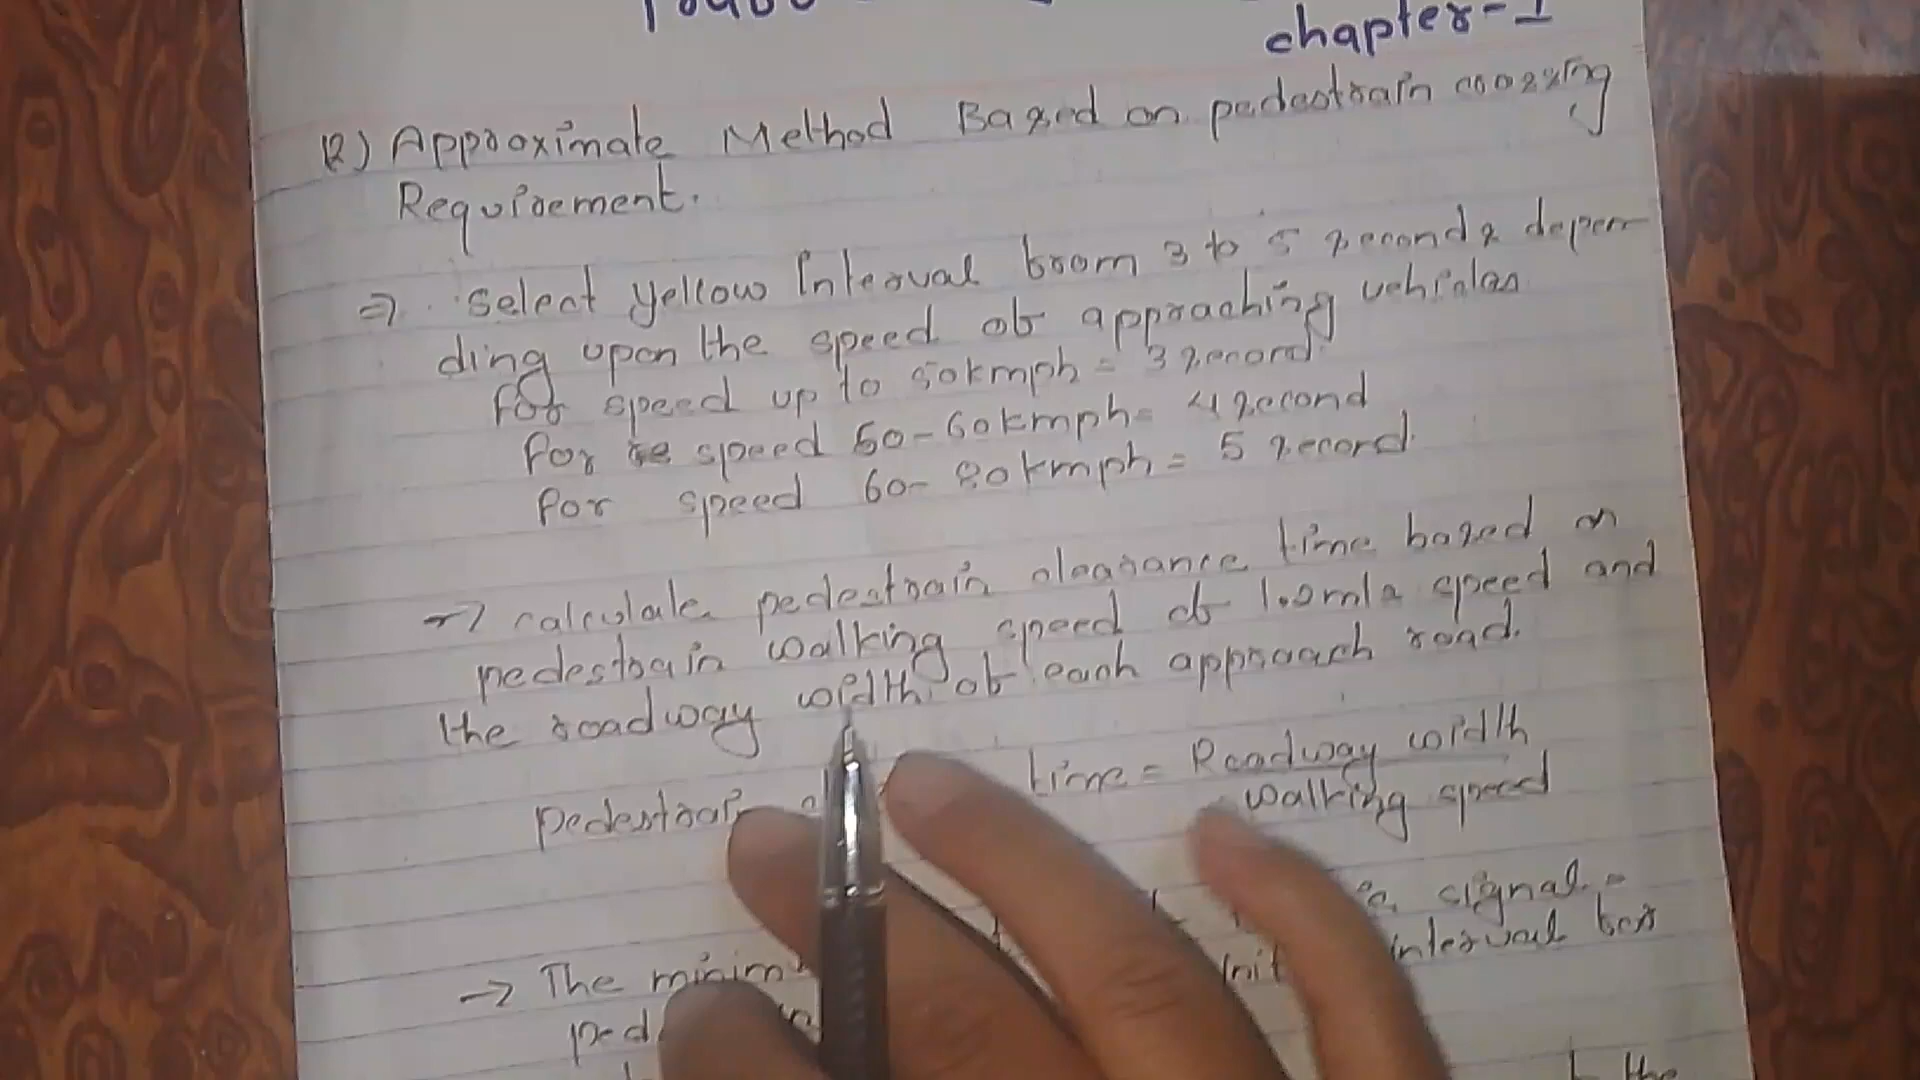 chapter-1
(2) Approximate Method Based on pedestrain crossing
Requirement.
⇒ select yellow Interval from 3 to 5 seconds depen
ding upon the speed of appraaching vehicles
For speed up to 50kmph = 3 second.
For speed 50-60kmph= 4 second
For speed 60-80kmph = 5 second.
→ calculate pedestrain clearance time based on
pedestrain walking speed of 1.2m/s speed and
the roadway width of each approach road.
time = Roadway width
walking speed
signal
→ The interval for
the